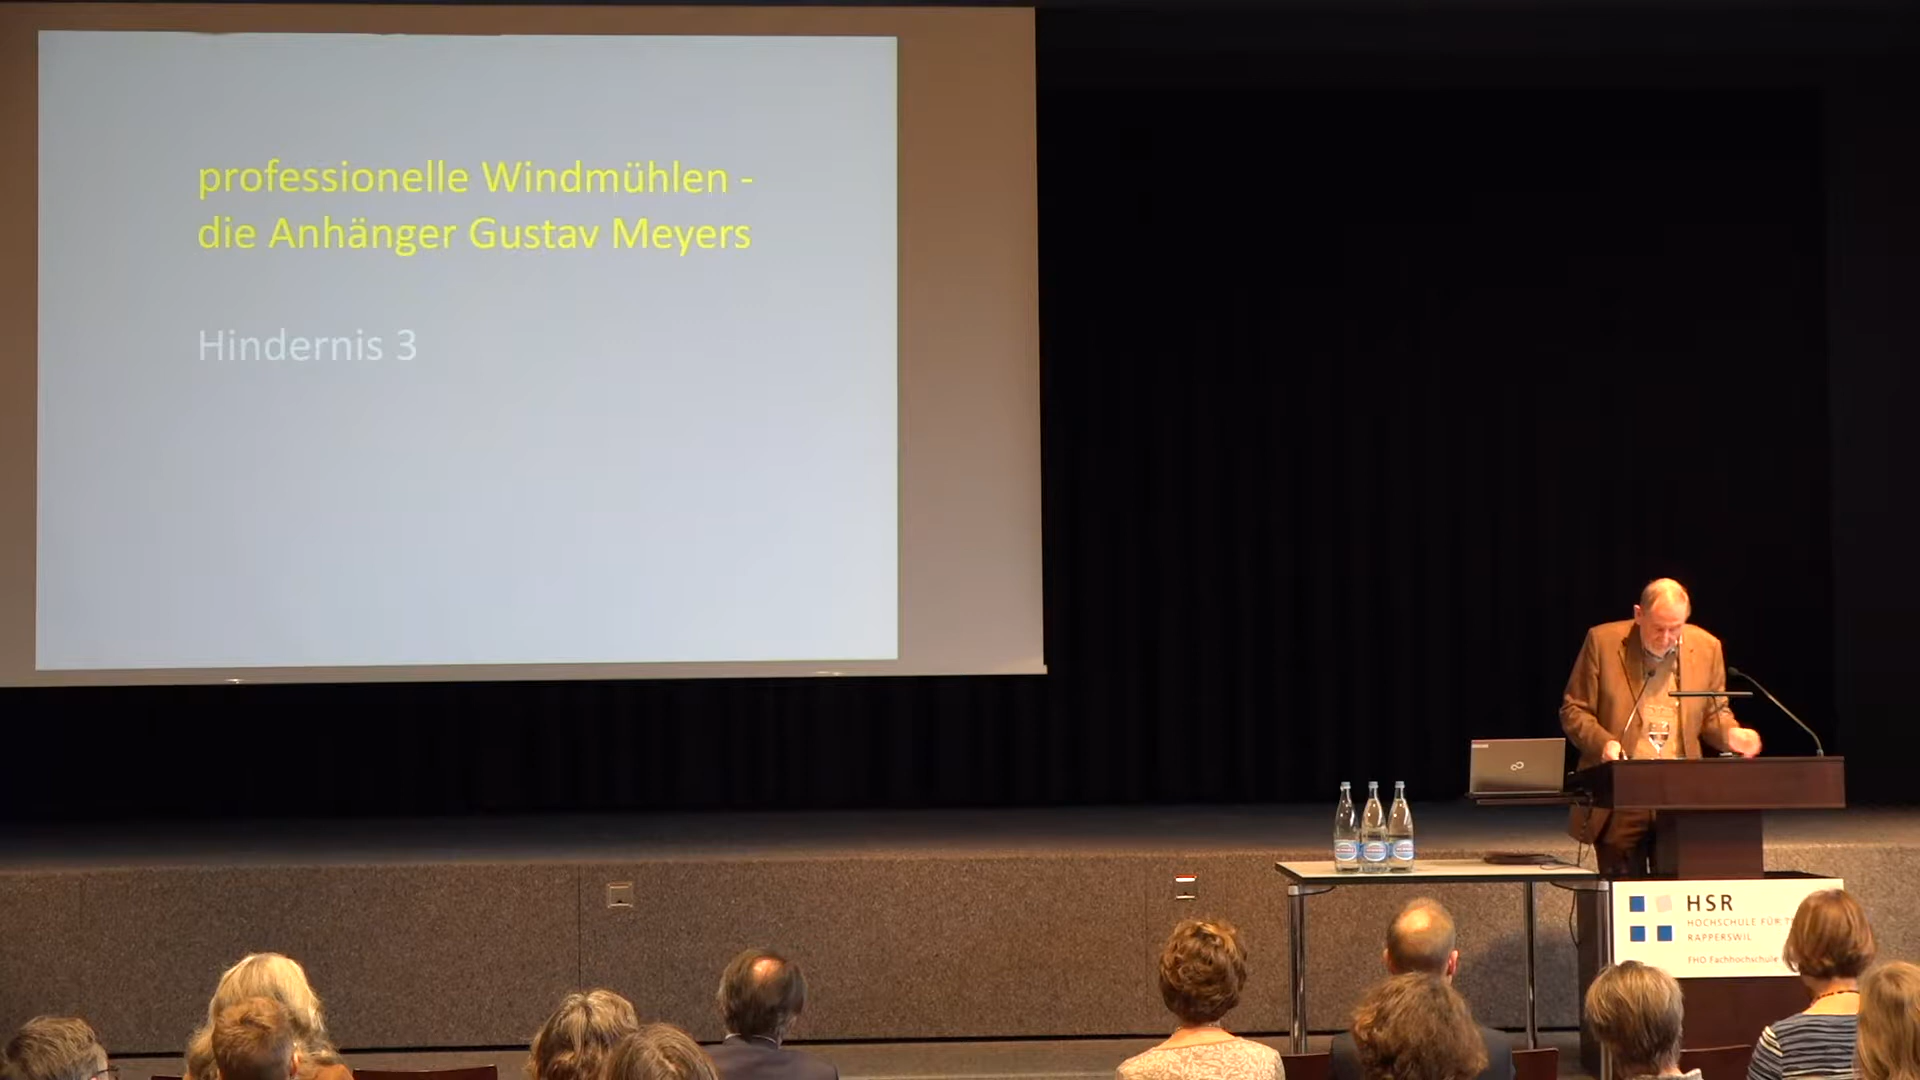 professionelle Windmühlen -
die Anhänger Gustav Meyers
Hindernis 3
HSR
HOCHSCHULE FÜR
RAPPERSWIL
FHO Fachhochschule